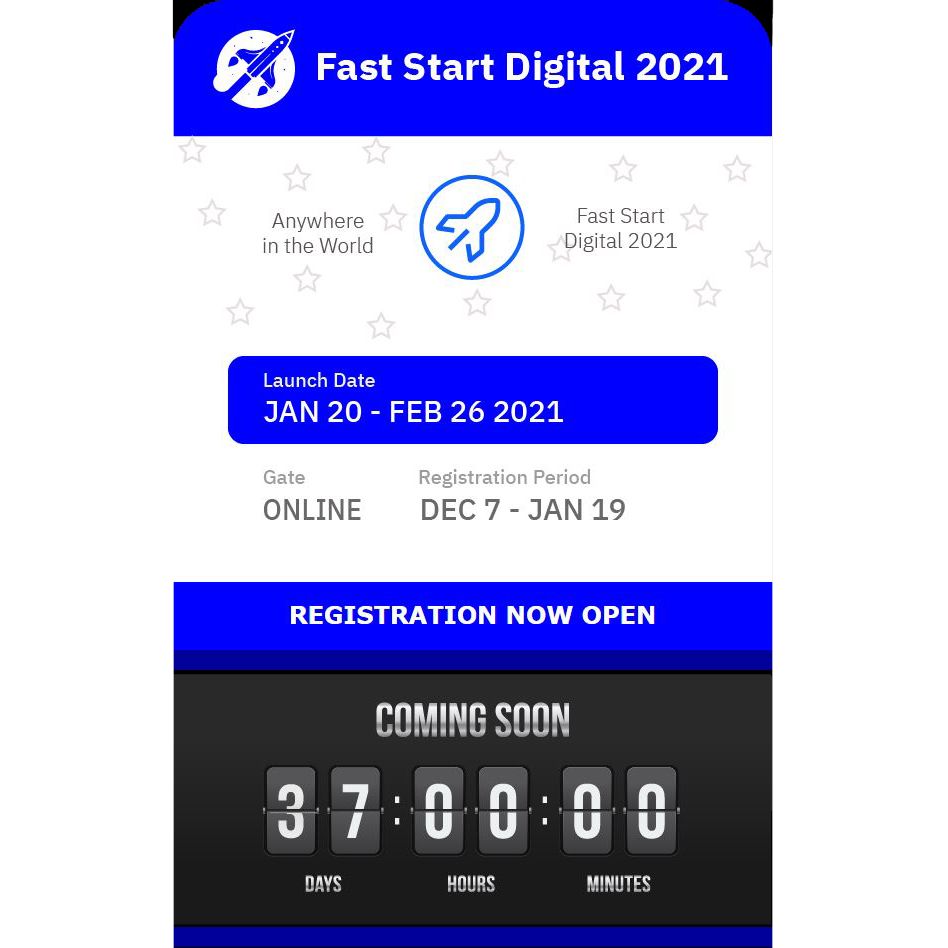 Fast Start Digital 2021
Anywhere
in the World
Fast Start
Digital 2021
Launch Date
JAN 20 - FEB 26 2021
Gate
ONLINE
Registration Period
DEC 7 - JAN 19
REGISTRATION NOW OPEN
COMING SOON
37:00:00
DAYS HOURS MINUTES